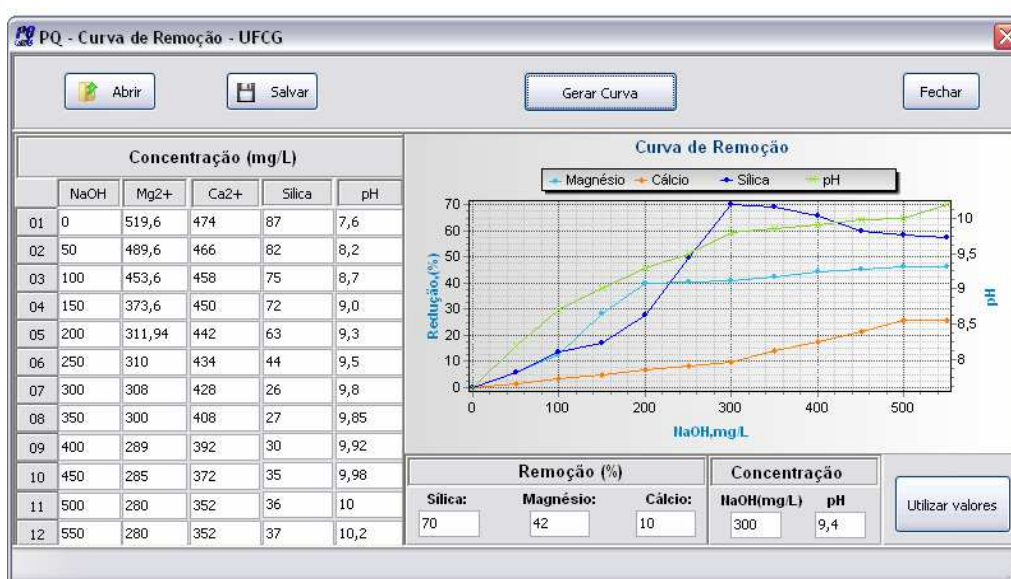 PQ - Curva de Remoção - UFCG
Abrir Salvar Gerar Curva Fechar
Concentração (mg/L)
NaOH Mg2+ Ca2+ Sílica pH
01 0 519,6 474 87 7,6
02 50 489,6 466 82 8,2
03 100 453,6 458 75 8,7
04 150 373,6 450 72 9,0
05 200 311,94 442 63 9,3
06 250 310 434 44 9,5
07 300 308 428 26 9,8
08 350 300 408 27 9,85
09 400 289 392 30 9,92
10 450 285 372 35 9,98
11 500 280 352 36 10
12 550 280 352 37 10,2
Curva de Remoção
Magnésio Cálcio Sílica pH
70
60
50
40
30
20
10
0
Redução,(%)
10
9,5
9
8,5
8
pH
0 100 200 300 400 500
NaOH,mg/L
Remoção (%)
Sílica: Magnésio: Cálcio:
70 42 10
Concentração
NaOH(mg/L) pH
300 9,4
Utilizar valores